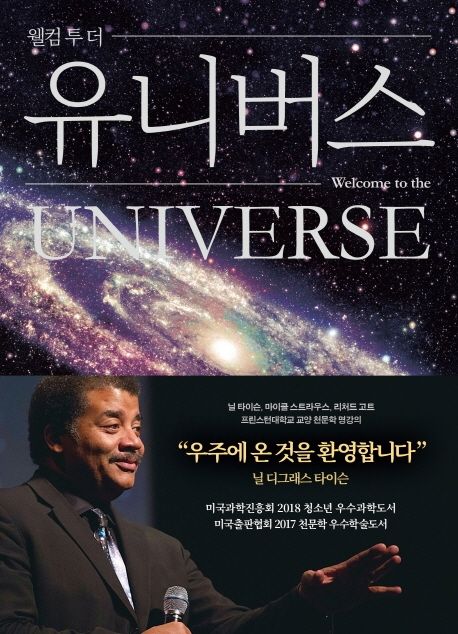 웰컴 투 더
유니버스
Welcome to the
UNIVERSE
닐 타이슨, 마이클 스트라우스, 리처드 고트
프린스턴대학교 교양 천문학 명강의
“우주에 온 것을 환영합니다”
닐 디그래스 타이슨
미국과학진흥회 2018 청소년 우수과학도서
미국출판협회 2017 천문학 우수학술도서